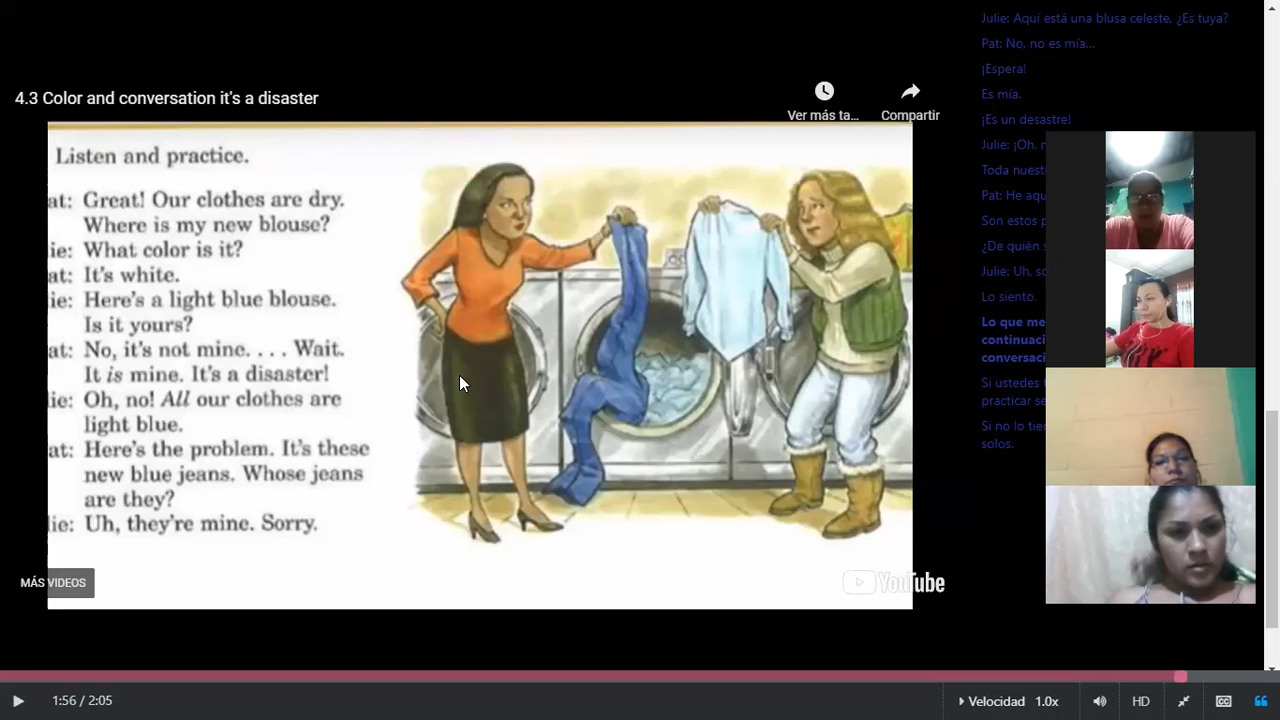 4.3 Color and conversation it's a disaster
Ver más ta...
Compartir
Listen and practice.
at: Great! Our clothes are dry.
Where is my new blouse?
ie: What color is it?
at: It's white.
ie: Here's a light blue blouse.
Is it yours?
at: No, it's not mine. . . . Wait.
It is mine. It's a disaster!
lie: Oh, no! All our clothes are
light blue.
at: Here's the problem. It's these
new blue jeans. Whose jeans
are they?
lie: Uh, they're mine. Sorry.
MÁS VIDEOS
YouTube
Julie: Aquí está una blusa celeste, ¿Es tuya?
Pat: No, no es mía...
¡Espera!
Es mía.
¡Es un desastre!
Julie: ¡Oh,
Toda nuest
Pat: He aqu
Son estos p
¿De quién s
Julie: Uh, so
Lo siento.
Lo que me
continuaci
conversaci
Si ustedes t
practicar se
Si no lo tie
solos.
1:56 / 2:05
Velocidad 1.0x
HD
CC